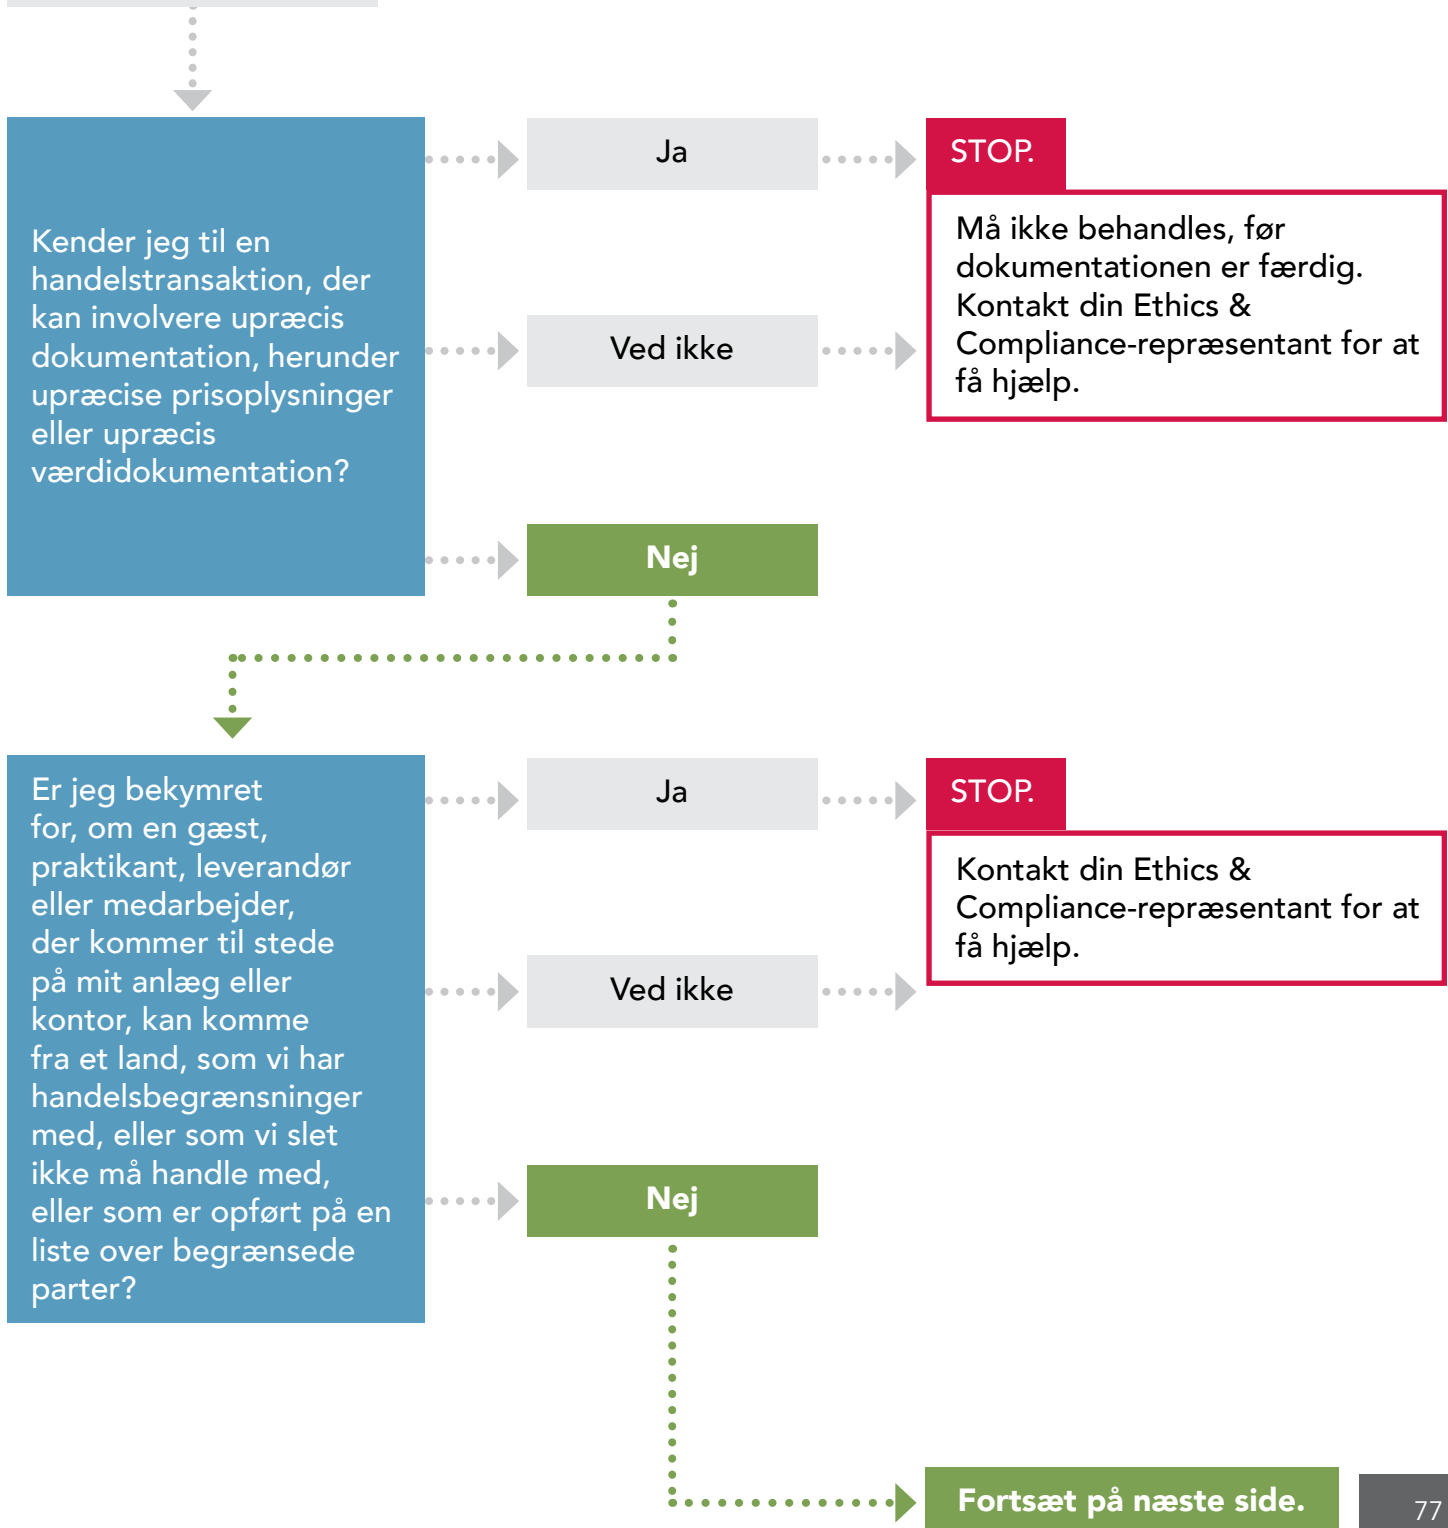 Kender jeg til en
handelstransaktion, der
kan involvere upræcis
dokumentation, herunder
upræcise prisoplysninger
eller upræcis
værdidokumentation?
Ja
STOP.
Må ikke behandles, før
dokumentationen er færdig.
Kontakt din Ethics &
Compliance-repræsentant for at
få hjælp.
Ved ikke
Nej
Er jeg bekymret
for, om en gæst,
praktikant, leverandør
eller medarbejder,
der kommer til stede
på mit anlæg eller
kontor, kan komme
fra et land, som vi har
handelsbegrænsninger
med, eller som vi slet
ikke må handle med,
eller som er opført på en
liste over begrænsede
parter?
Ja
STOP.
Kontakt din Ethics &
Compliance-repræsentant for at
få hjælp.
Ved ikke
Nej
Fortsæt på næste side.
77